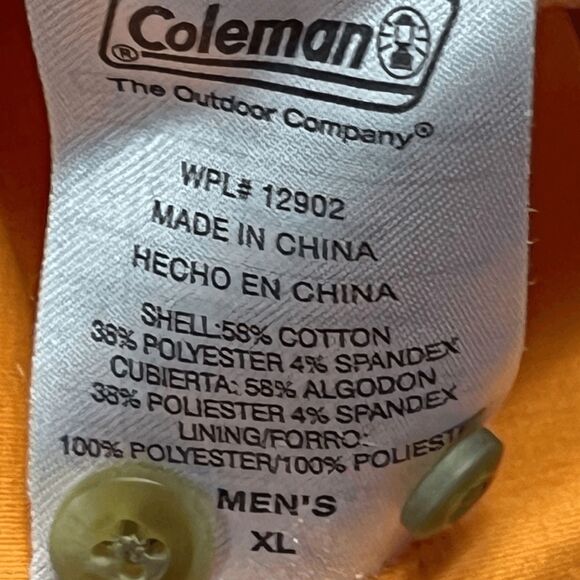 Coleman
®
The Outdoor Company®
WPL# 12902
MADE IN CHINA
HECHO EN CHINA
SHELL:58% COTTON
38% POLYESTER 4% SPANDEX
CUBIERTA: 58% ALGODON
38% POLIESTER 4% SPANDEX
LINING/FORRO:
100% POLYESTER/100% POLIEST
MEN'S
XL